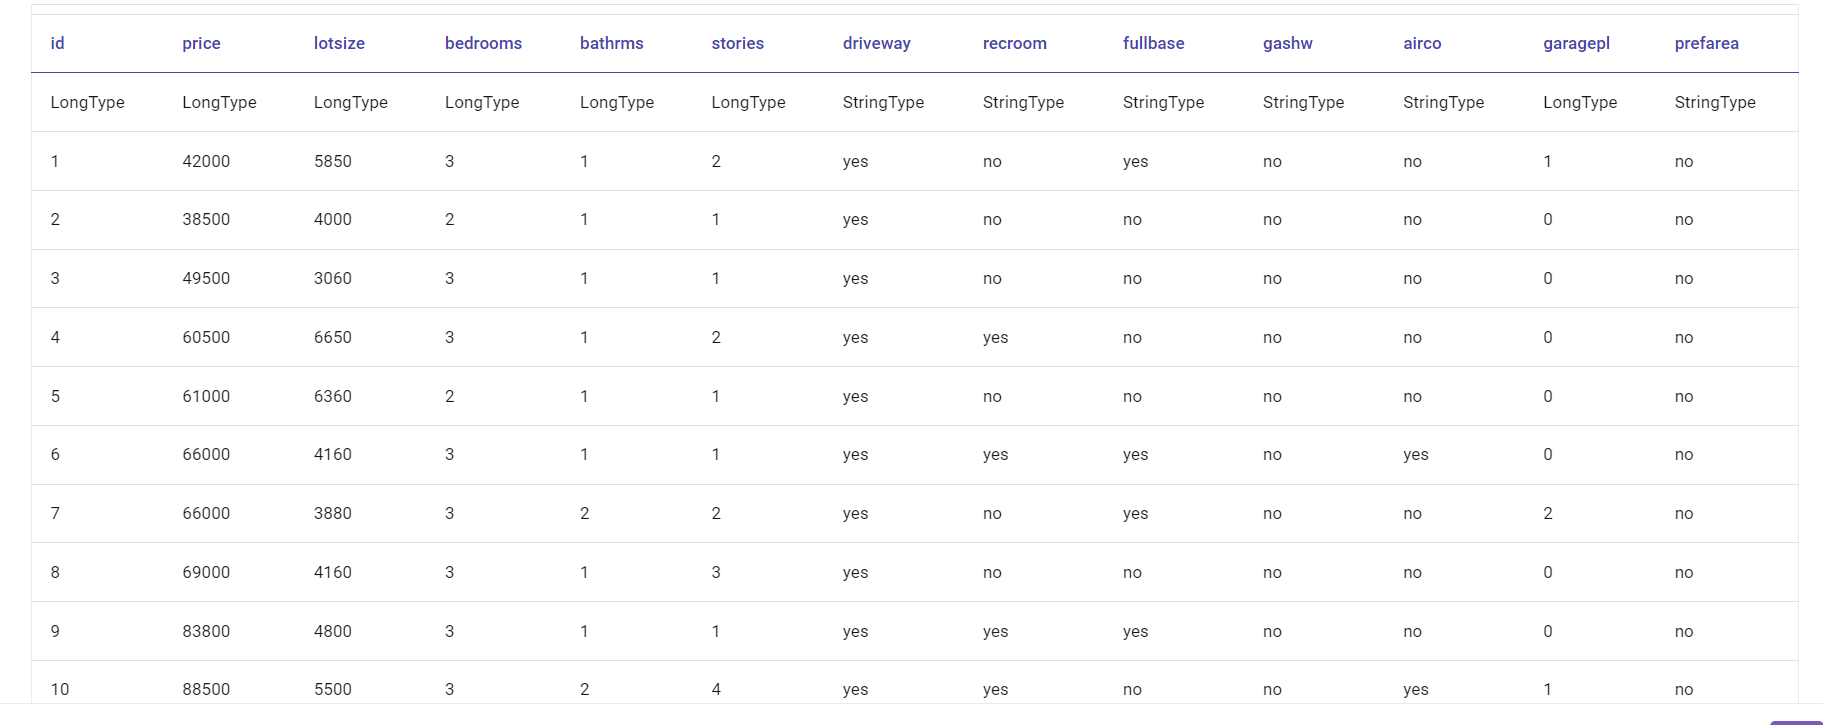 id price lotsize bedrooms bathrms stories driveway recroom fullbase gashw airco garagepl prefarea
LongType LongType LongType LongType LongType LongType StringType StringType StringType StringType StringType LongType StringType
1 42000 5850 3 1 2 yes no yes no no 1 no
2 38500 4000 2 1 1 yes no no no no 0 no
3 49500 3060 3 1 1 yes no no no no 0 no
4 60500 6650 3 1 2 yes yes no no no 0 no
5 61000 6360 2 1 1 yes no no no no 0 no
6 66000 4160 3 1 1 yes yes yes no yes 0 no
7 66000 3880 3 2 2 yes no yes no no 2 no
8 69000 4160 3 1 3 yes no no no no 0 no
9 83800 4800 3 1 1 yes yes yes no no 0 no
10 88500 5500 3 2 4 yes yes no no yes 1 no